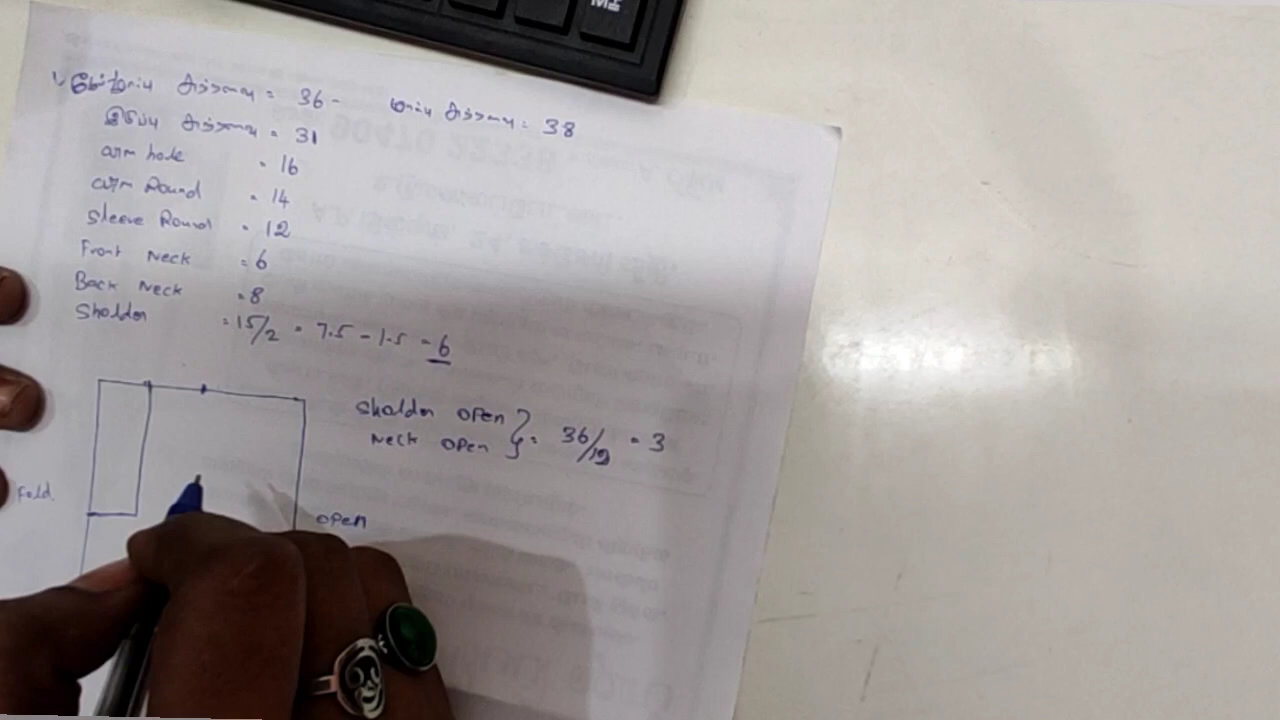 1. மேல்மார்பு சுற்றளவு = 36 - மார்பு சுற்றளவு = 38
இடுப்பு சுற்றளவு = 31
arm hole = 16
arm Round = 14
Sleeve Round = 12
Front Neck = 6
Back Neck = 8
Sholder = 15/2 = 7.5 - 1.5 = 6
Sholder open
Neck open } = 36/12 = 3
Fold.
open